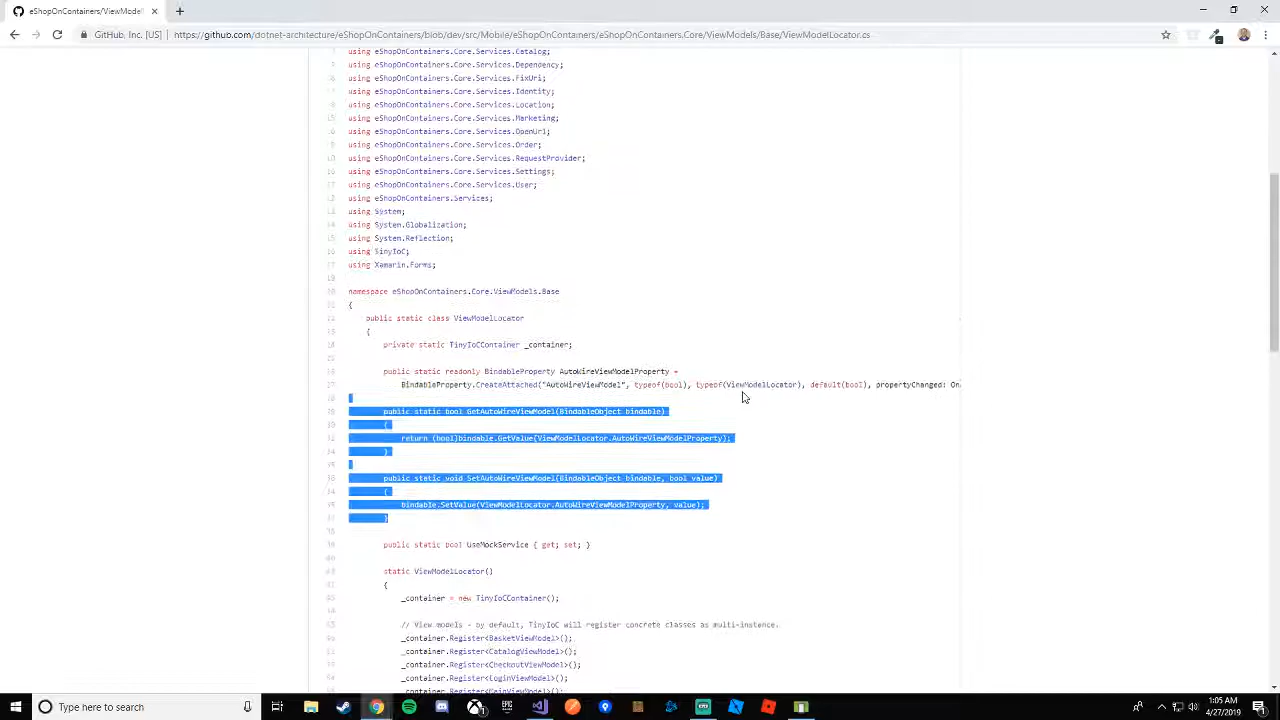 dotnet-architecture/eShopOnContainers/ViewModel
GitHub, Inc. [US] https://github.com/dotnet-architecture/eShopOnContainers/blob/dev/src/Mobile/eShopOnContainers/eShopOnContainers.Core/ViewModels/Base/ViewModelLocator.cs
using eShopOnContainers.Core.Services.Catalog;
using eShopOnContainers.Core.Services.Dependency;
using eShopOnContainers.Core.Services.FixUri;
using eShopOnContainers.Core.Services.Identity;
using eShopOnContainers.Core.Services.Location;
using eShopOnContainers.Core.Services.Marketing;
using eShopOnContainers.Core.Services.OpenUrl;
using eShopOnContainers.Core.Services.Order;
using eShopOnContainers.Core.Services.RequestProvider;
using eShopOnContainers.Core.Services.Settings;
using eShopOnContainers.Core.Services.User;
using eShopOnContainers.Services;
using System;
using System.Globalization;
using System.Reflection;
using TinyIoC;
using Xamarin.Forms;
namespace eShopOnContainers.Core.ViewModels.Base
{
public static class ViewModelLocator
{
private static TinyIoCContainer _container;
public static readonly BindableProperty AutoWireViewModelProperty =
BindableProperty.CreateAttached("AutoWireViewModel", typeof(bool), typeof(ViewModelLocator), default(bool), propertyChanged: On
public static bool GetAutoWireViewModel(BindableObject bindable)
{
return (bool)bindable.GetValue(ViewModelLocator.AutoWireViewModelProperty);
}
public static void SetAutoWireViewModel(BindableObject bindable, bool value)
{
bindable.SetValue(ViewModelLocator.AutoWireViewModelProperty, value);
}
public static bool UseMockService { get; set; }
static ViewModelLocator()
{
_container = new TinyIoCContainer();
// View models - by default, TinyIoC will register concrete classes as multi-instance.
_container.Register<BasketViewModel>();
_container.Register<CatalogViewModel>();
_container.Register<CheckoutViewModel>();
_container.Register<LoginViewModel>();
_container.Register<MainViewModel>();
Type here to search
1:05 AM
4/27/2019